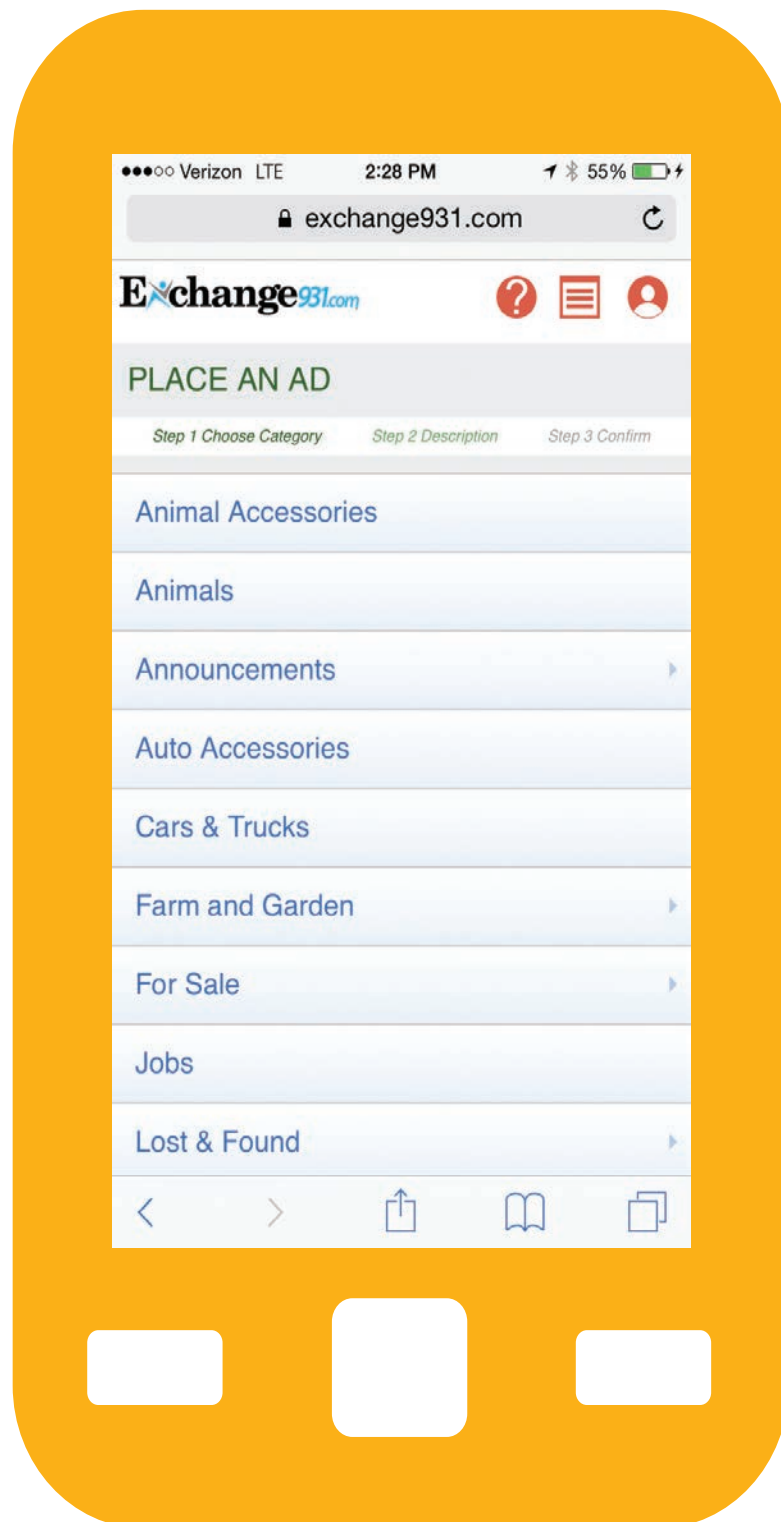 Verizon LTE 2:28 PM 55%
exchange931.com
Exchange931.com
?
PLACE AN AD
Step 1 Choose Category Step 2 Description Step 3 Confirm
Animal Accessories
Animals
Announcements
Auto Accessories
Cars & Trucks
Farm and Garden
For Sale
Jobs
Lost & Found